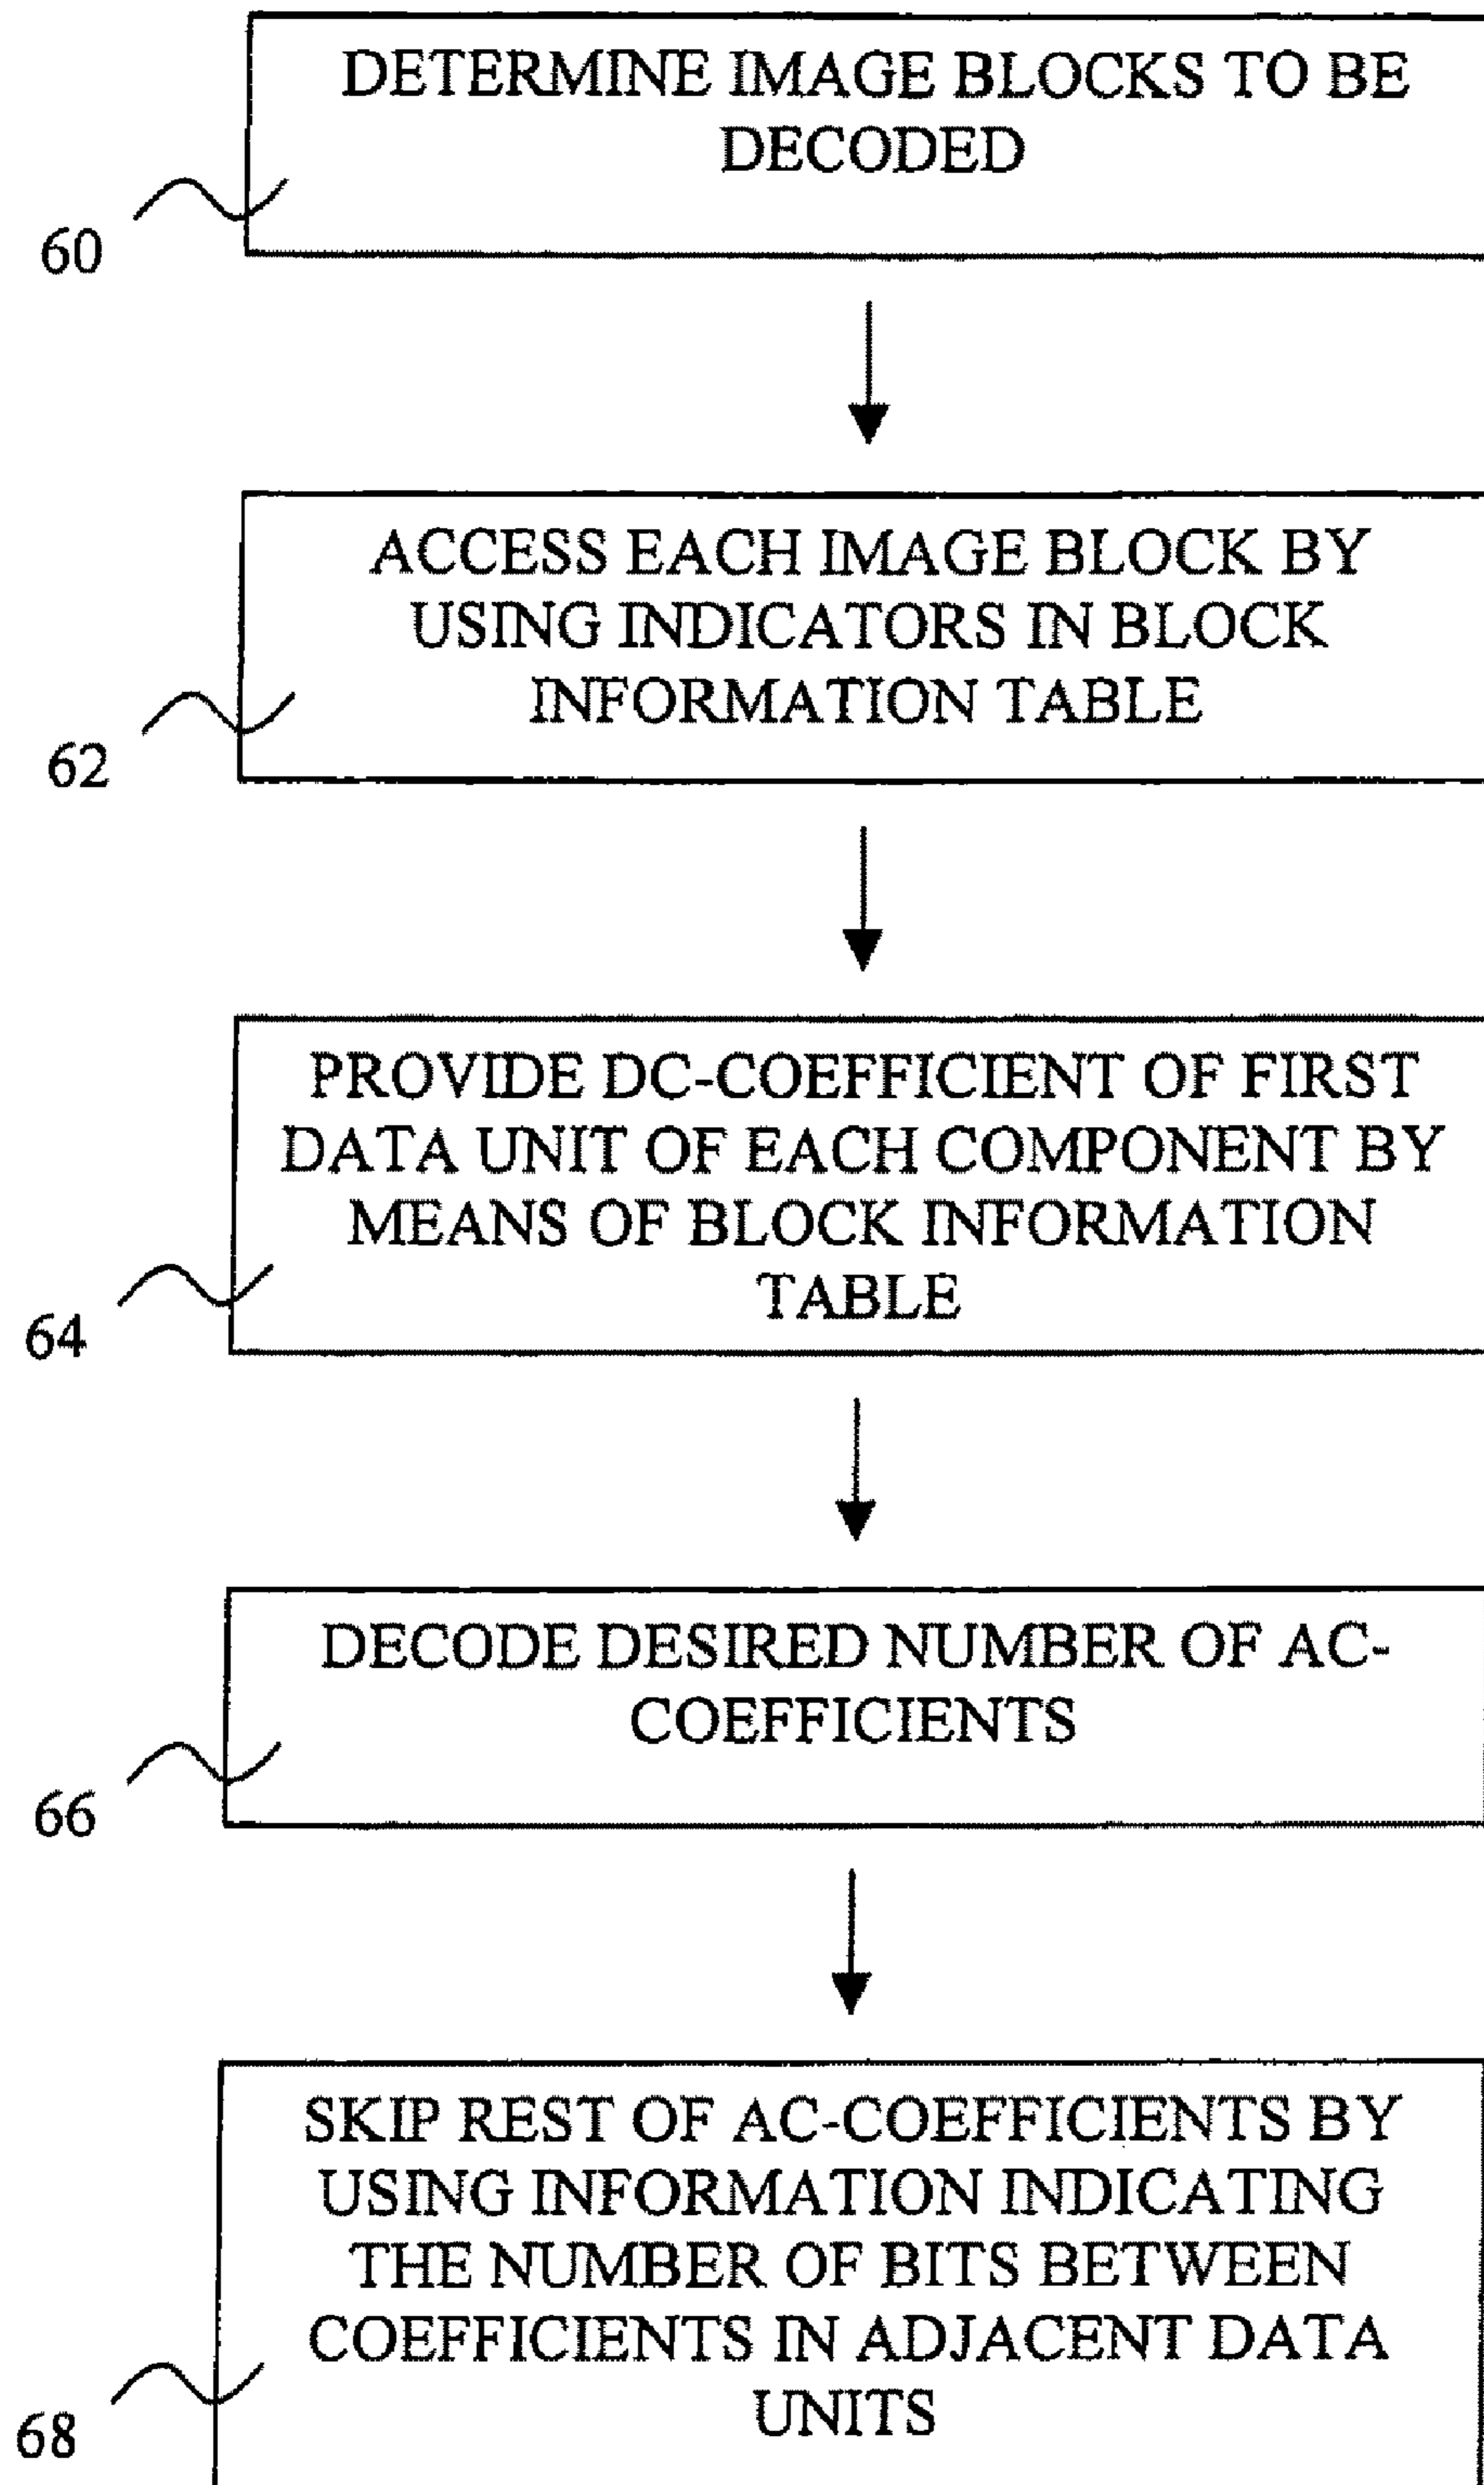 DETERMINE IMAGE BLOCKS TO BE
DECODED
60
ACCESS EACH IMAGE BLOCK BY
USING INDICATORS IN BLOCK
INFORMATION TABLE
62
PROVIDE DC-COEFFICIENT OF FIRST
DATA UNIT OF EACH COMPONENT BY
MEANS OF BLOCK INFORMATION
TABLE
64
DECODE DESIRED NUMBER OF AC-
COEFFICIENTS
66
SKIP REST OF AC-COEFFICIENTS BY
USING INFORMATION INDICATING
THE NUMBER OF BITS BETWEEN
COEFFICIENTS IN ADJACENT DATA
UNITS
68